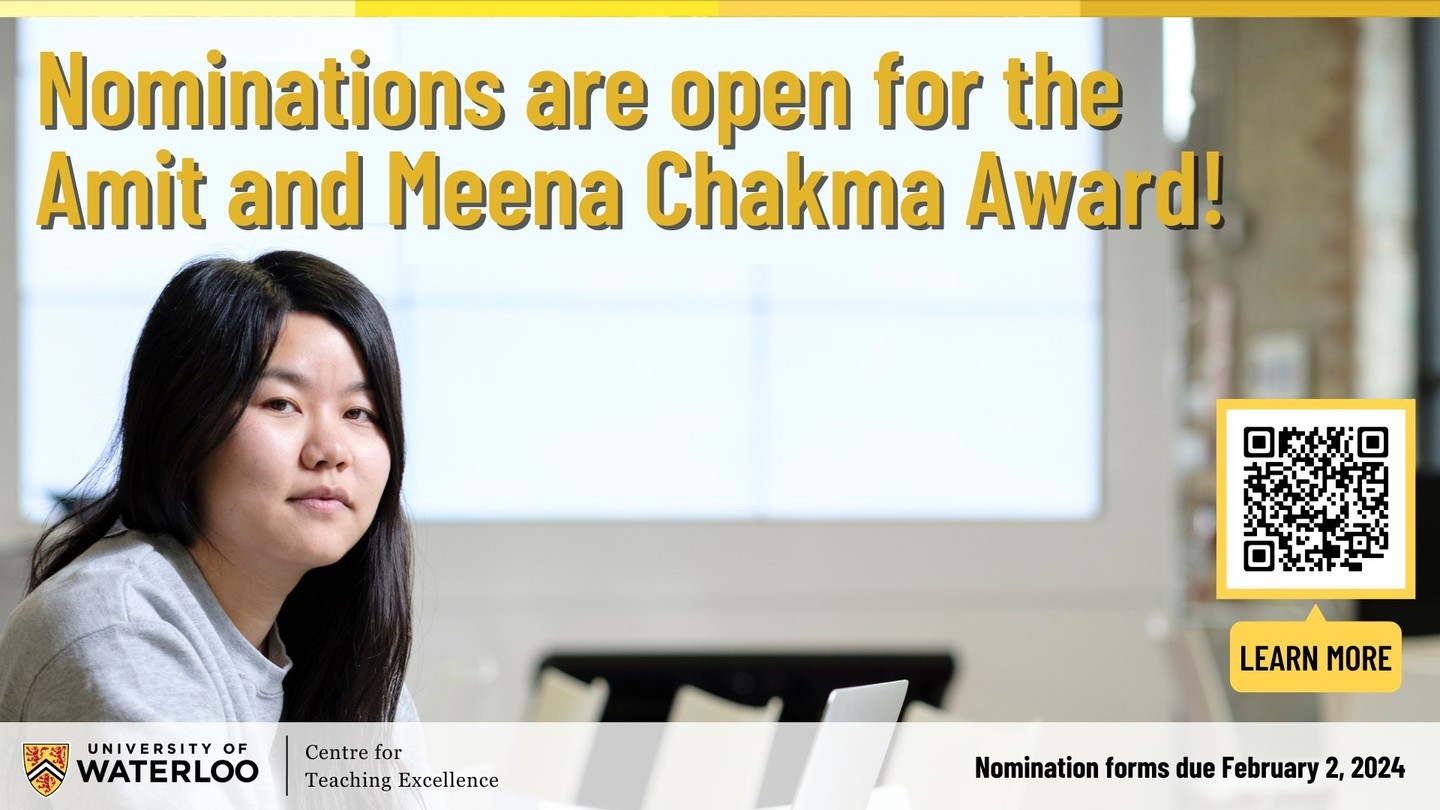 Nominations are open for the
Amit and Meena Chakma Award!
LEARN MORE
UNIVERSITY OF
WATERLOO
Centre for
Teaching Excellence
Nomination forms due February 2, 2024